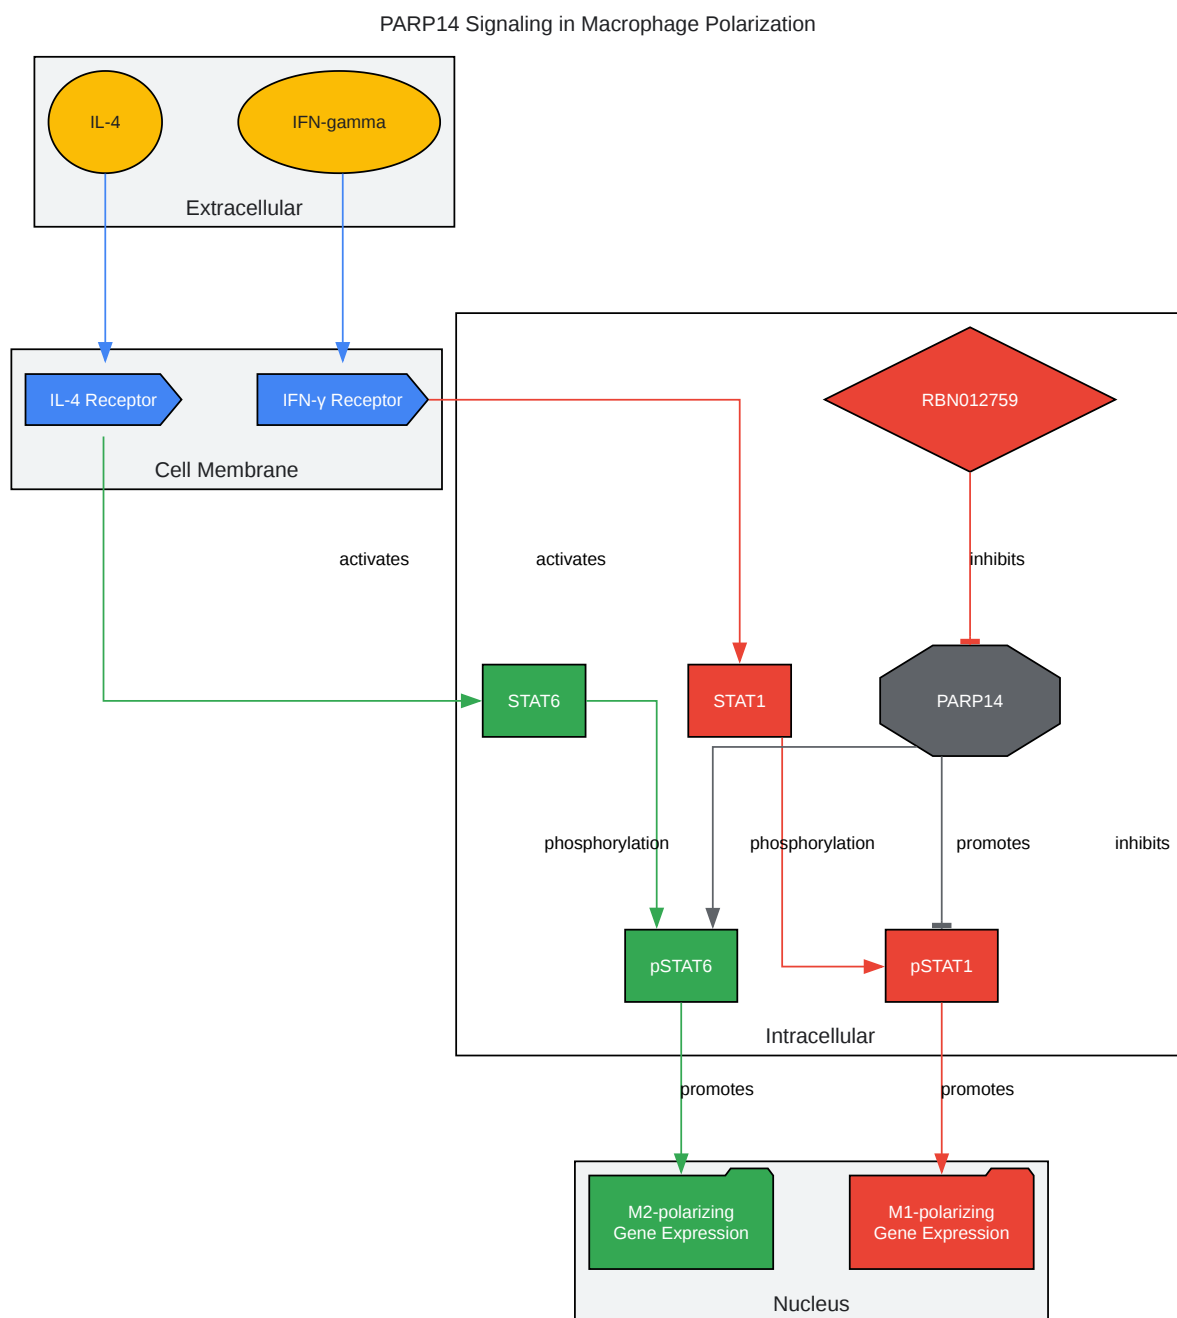 PARP14 Signaling in Macrophage Polarization
IL-4
IFN-gamma
Extracellular
IL-4 Receptor
IFN-γ Receptor
RBN012759
Cell Membrane
activates
activates
inhibits
STAT6
STAT1
PARP14
phosphorylation
phosphorylation
promotes
inhibits
pSTAT6
pSTAT1
Intracellular
promotes
promotes
M2-polarizing
Gene Expression
M1-polarizing
Gene Expression
Nucleus